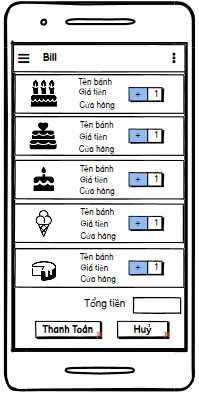 Bill
Tên bánh
Giá tiền
Cửa hàng
+ 1
Tên bánh
Giá tiền
Cửa hàng
+ 1
Tên bánh
Giá tiền
Cửa hàng
+ 1
Tên bánh
Giá tiền
Cửa hàng
+ 1
Tên bánh
Giá tiền
Cửa hàng
+ 1
Tổng tiền
Thanh Toán
Huỷ